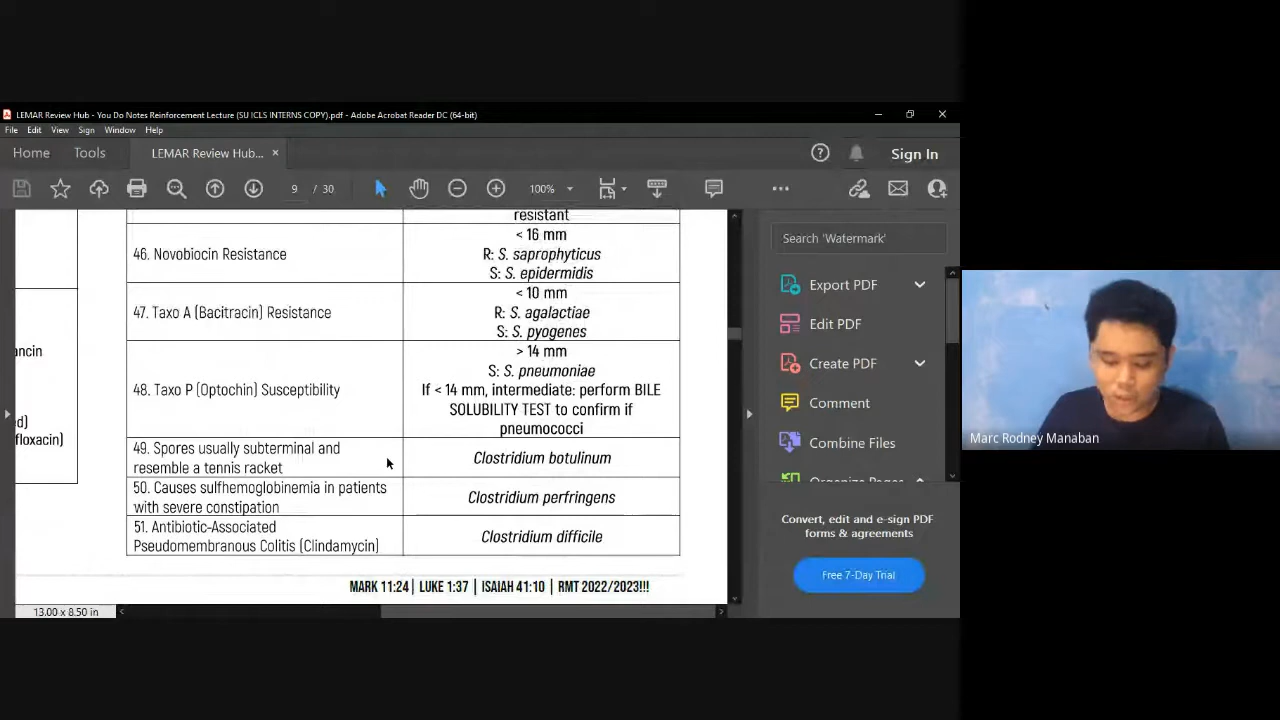 LEMAR Review Hub - You Do Notes Reinforcement Lecture (SU ICLS INTERNS COPY).pdf - Adobe Acrobat Reader DC (64-bit)
File Edit View Sign Window Help
Home Tools LEMAR Review Hub... × Sign In
9 / 30 100%
resistant
46. Novobiocin Resistance
< 16 mm
R: S. saprophyticus
S: S. epidermidis
47. Taxo A (Bacitracin) Resistance
< 10 mm
R: S. agalactiae
S: S. pyogenes
48. Taxo P (Optochin) Susceptibility
> 14 mm
S: S. pneumoniae
If < 14 mm, intermediate: perform BILE
SOLUBILITY TEST to confirm if
pneumococci
49. Spores usually subterminal and
resemble a tennis racket
Clostridium botulinum
50. Causes sulfhemoglobinemia in patients
with severe constipation
Clostridium perfringens
51. Antibiotic-Associated
Pseudomembranous Colitis (Clindamycin)
Clostridium difficile
MARK 11:24| LUKE 1:37 | ISAIAH 41:10 | RMT 2022/2023!!!
13.00 x 8.50 in
ancin
ed)
floxacin)
Search 'Watermark'
Export PDF
Edit PDF
Create PDF
Comment
Combine Files
Organize Pages
Convert, edit and e-sign PDF
forms & agreements
Free 7-Day Trial
Marc Rodney Manaban